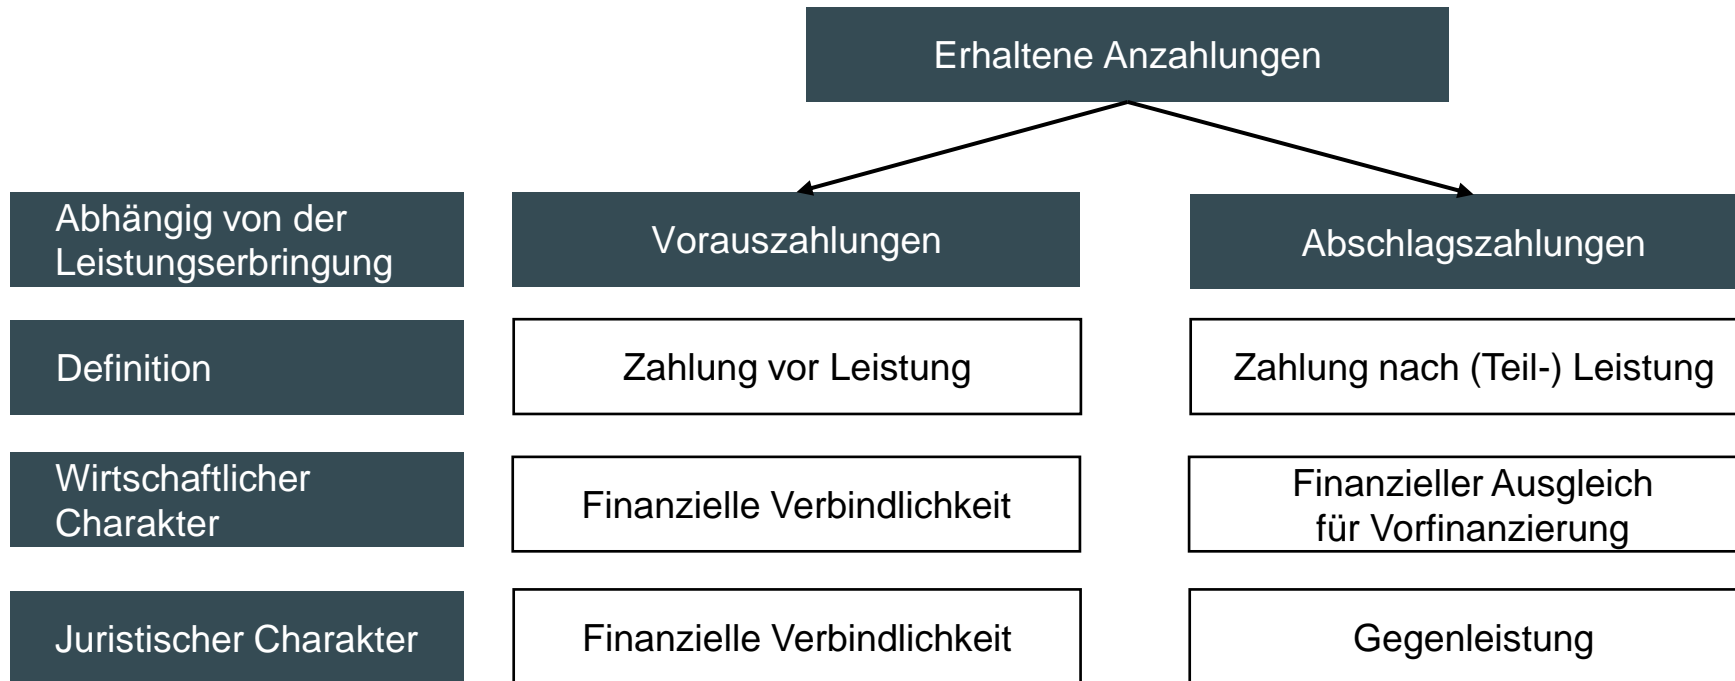 Erhaltene Anzahlungen
Abhängig von der
Leistungserbringung
Vorauszahlungen
Abschlagszahlungen
Definition
Zahlung vor Leistung
Zahlung nach (Teil-) Leistung
Wirtschaftlicher
Charakter
Finanzielle Verbindlichkeit
Finanzieller Ausgleich
für Vorfinanzierung
Juristischer Charakter
Finanzielle Verbindlichkeit
Gegenleistung